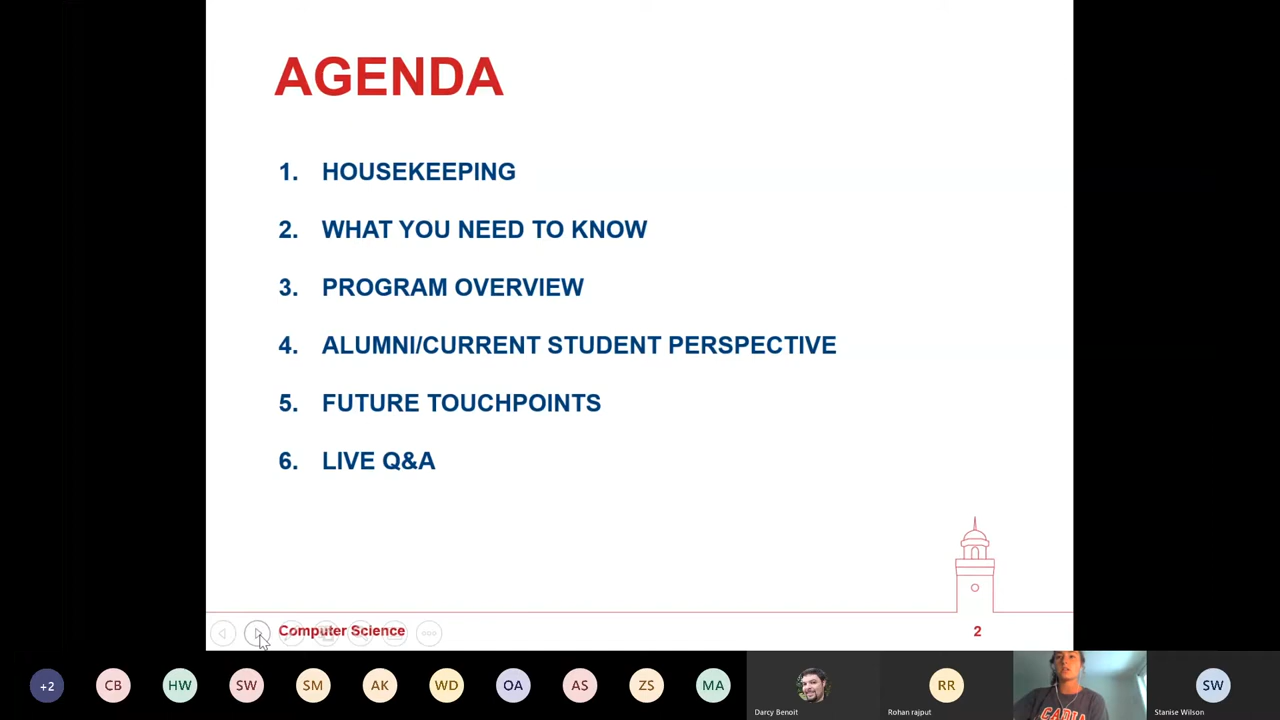 AGENDA
1. HOUSEKEEPING
2. WHAT YOU NEED TO KNOW
3. PROGRAM OVERVIEW
4. ALUMNI/CURRENT STUDENT PERSPECTIVE
5. FUTURE TOUCHPOINTS
6. LIVE Q&A
Computer Science
2
+2 CB HW SW SM AK WD OA AS ZS MA RR SW
Darcy Benoit Rohan rajput Stanise Wilson